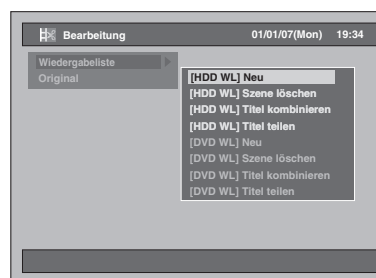 Bearbeitung 01/01/07(Mon) 19:34
Wiedergabeliste
Original
[HDD WL] Neu
[HDD WL] Szene löschen
[HDD WL] Titel kombinieren
[HDD WL] Titel teilen
[DVD WL] Neu
[DVD WL] Szene löschen
[DVD WL] Titel kombinieren
[DVD WL] Titel teilen